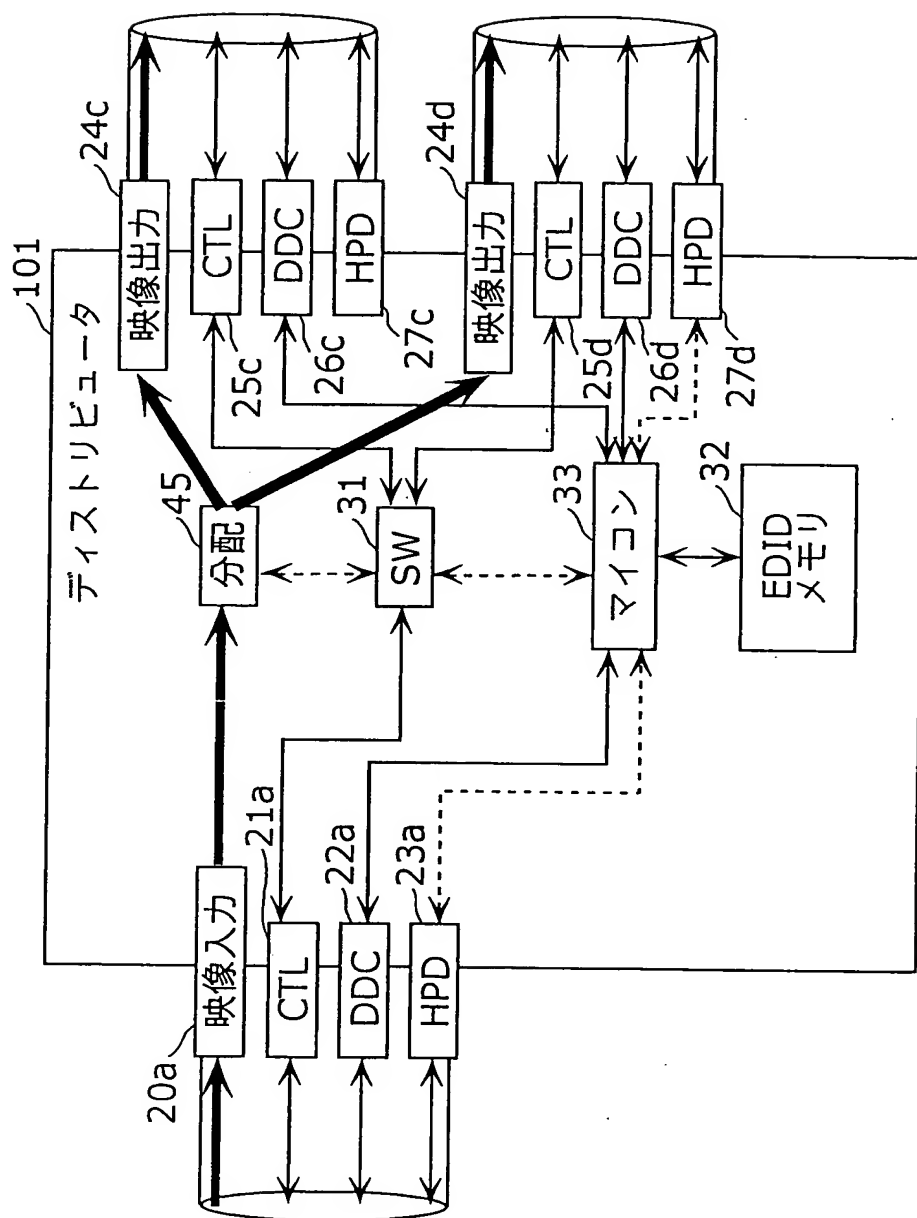 101
ディストリビュータ
20a
映像入力
21a
CTL
22a
DDC
23a
HPD
45
分配
31
SW
33
マイコン
32
EDID
メモリ
24c
映像出力
CTL
25c
DDC
26c
HPD
27c
24d
映像出力
CTL
25d
DDC
26d
HPD
27d